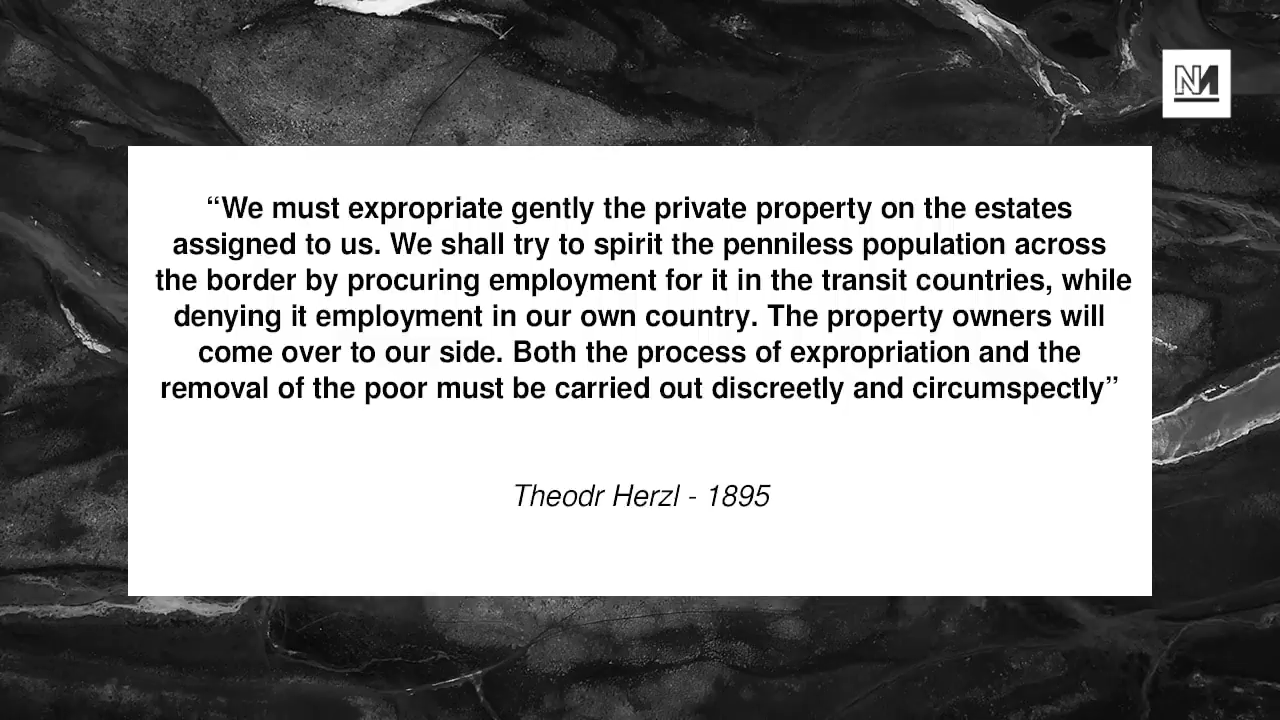 NM
“We must expropriate gently the private property on the estates
assigned to us. We shall try to spirit the penniless population across
the border by procuring employment for it in the transit countries, while
denying it employment in our own country. The property owners will
come over to our side. Both the process of expropriation and the
removal of the poor must be carried out discreetly and circumspectly”
Theodr Herzl - 1895